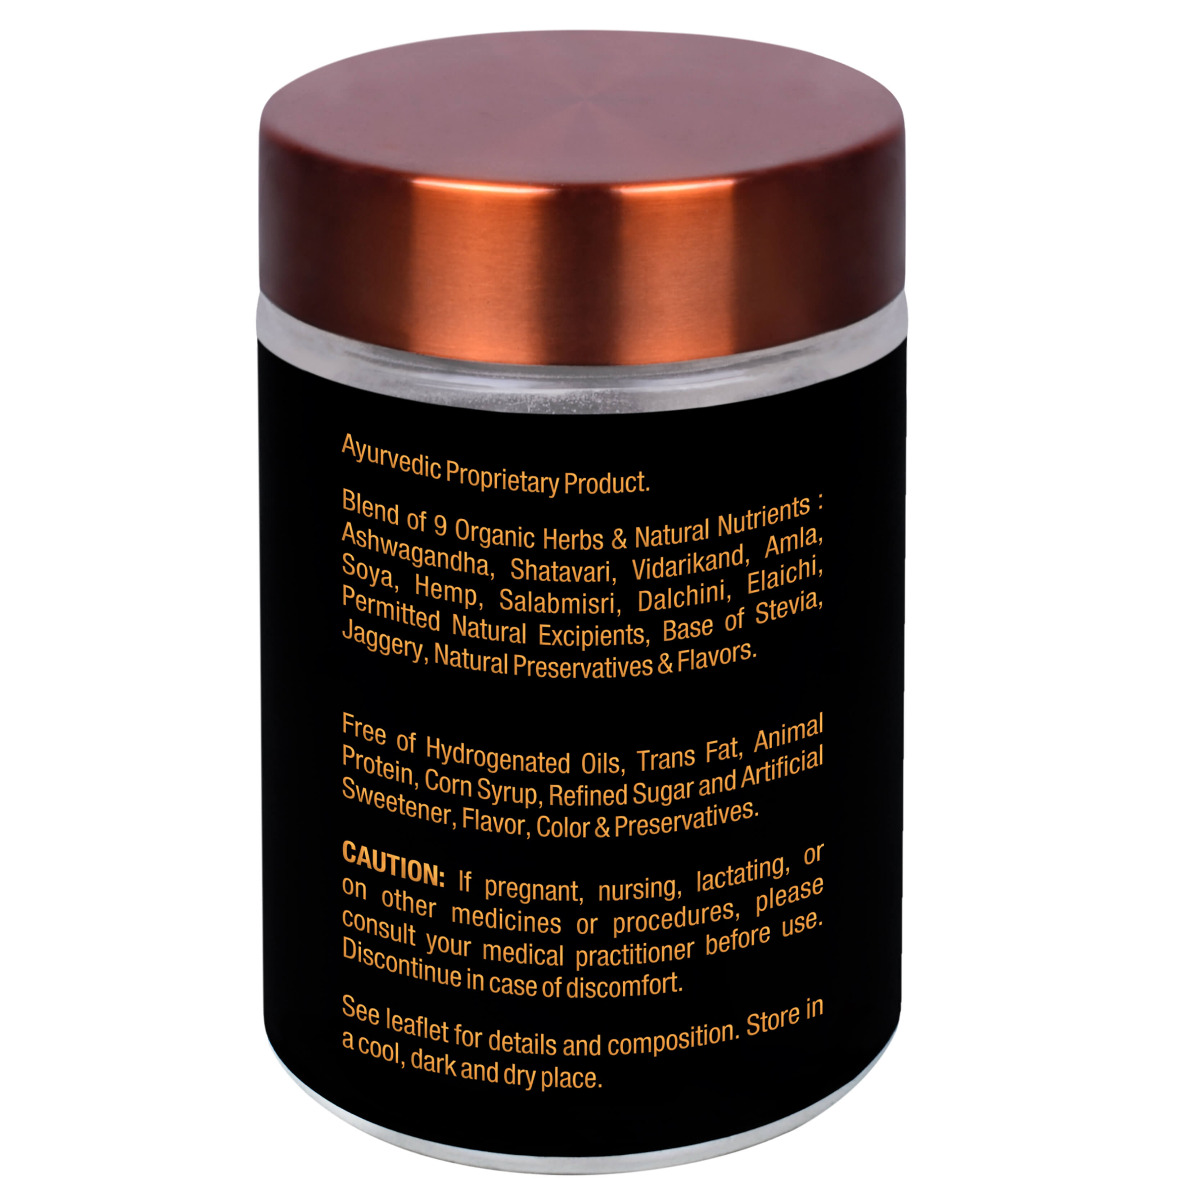 Ayurvedic Proprietary Product.
Blend of 9 Organic Herbs & Natural Nutrients :
Ashwagandha, Shatavari, Vidarikand, Amla,
Soya, Hemp, Salabmisri, Dalchini, Elaichi,
Permitted Natural Excipients, Base of Stevia,
Jaggery, Natural Preservatives & Flavors.
Free of Hydrogenated Oils, Trans Fat, Animal
Protein, Corn Syrup, Refined Sugar and Artificial
Sweetener, Flavor, Color & Preservatives.
CAUTION: If pregnant, nursing, lactating, or
on other medicines or procedures, please
consult your medical practitioner before use.
Discontinue in case of discomfort.
See leaflet for details and composition. Store in
a cool, dark and dry place.